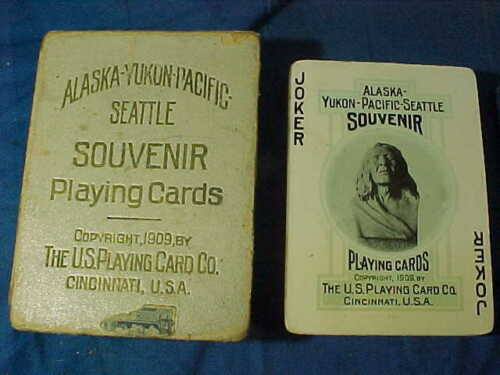 ALASKA-YUKON-PACIFIC-
SEATTLE
SOUVENIR
Playing Cards
COPYRIGHT, 1909, BY
THE U.S. PLAYING CARD CO.
CINCINNATI, U.S.A.
JOKER
ALASKA-
YUKON-PACIFIC-SEATTLE
SOUVENIR
PLAYING CARDS
COPYRIGHT, 1909, BY
THE U.S. PLAYING CARD CO.
CINCINNATI, U.S.A.
JOKER